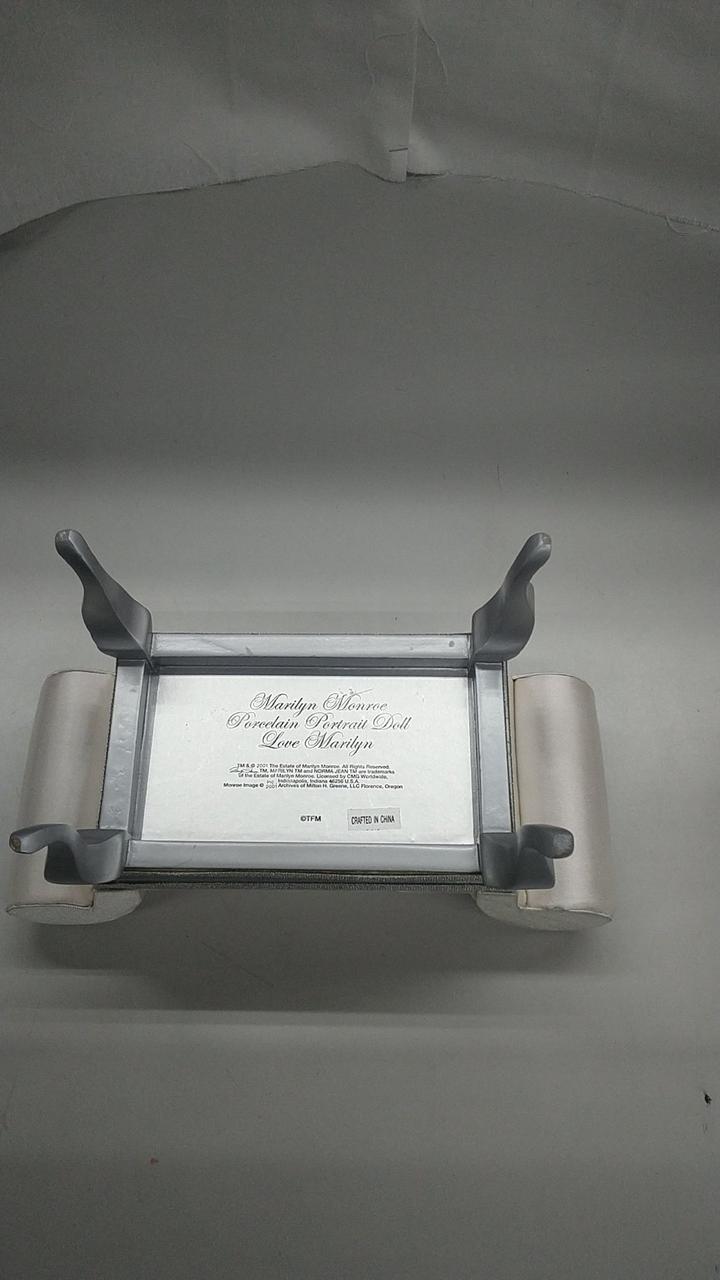 Marilyn Monroe
Porcelain Portrait Doll
Love Marilyn
TM & © 2001 The Estate of Marilyn Monroe. All Rights Reserved.
TM, MARILYN TM and NORMA JEAN TM are trademarks
of the Estate of Marilyn Monroe. Licensed by CMG Worldwide,
Indianapolis, Indiana 46256 U.S.A.
Monroe Image © 2001 Archives of Milton H. Greene, LLC Florence, Oregon
©TFM
CRAFTED IN CHINA